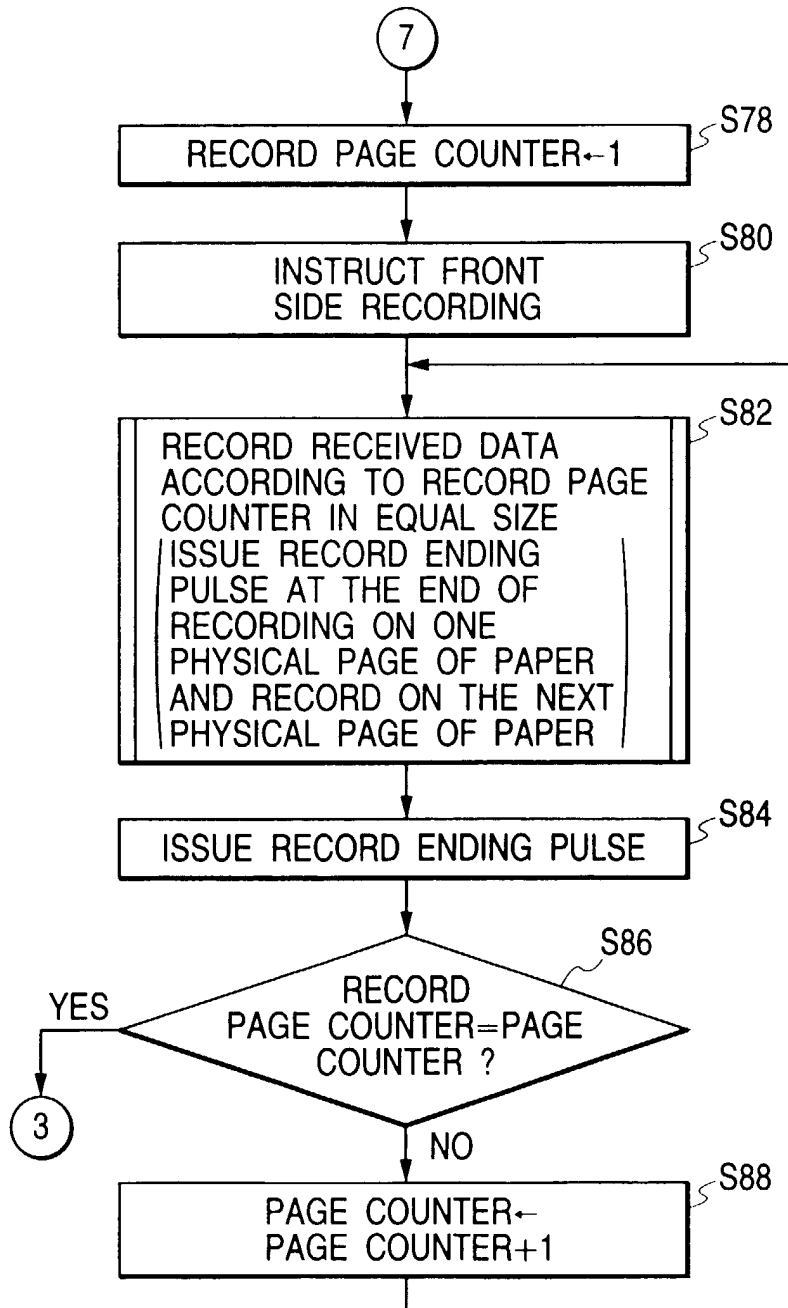 7
S78
RECORD PAGE COUNTER←1
S80
INSTRUCT FRONT
SIDE RECORDING
S82
RECORD RECEIVED DATA
ACCORDING TO RECORD PAGE
COUNTER IN EQUAL SIZE
(ISSUE RECORD ENDING
PULSE AT THE END OF
RECORDING ON ONE
PHYSICAL PAGE OF PAPER
AND RECORD ON THE NEXT
PHYSICAL PAGE OF PAPER)
S84
ISSUE RECORD ENDING PULSE
S86
RECORD
PAGE COUNTER=PAGE
COUNTER ?
YES
3
NO
S88
PAGE COUNTER←
PAGE COUNTER+1